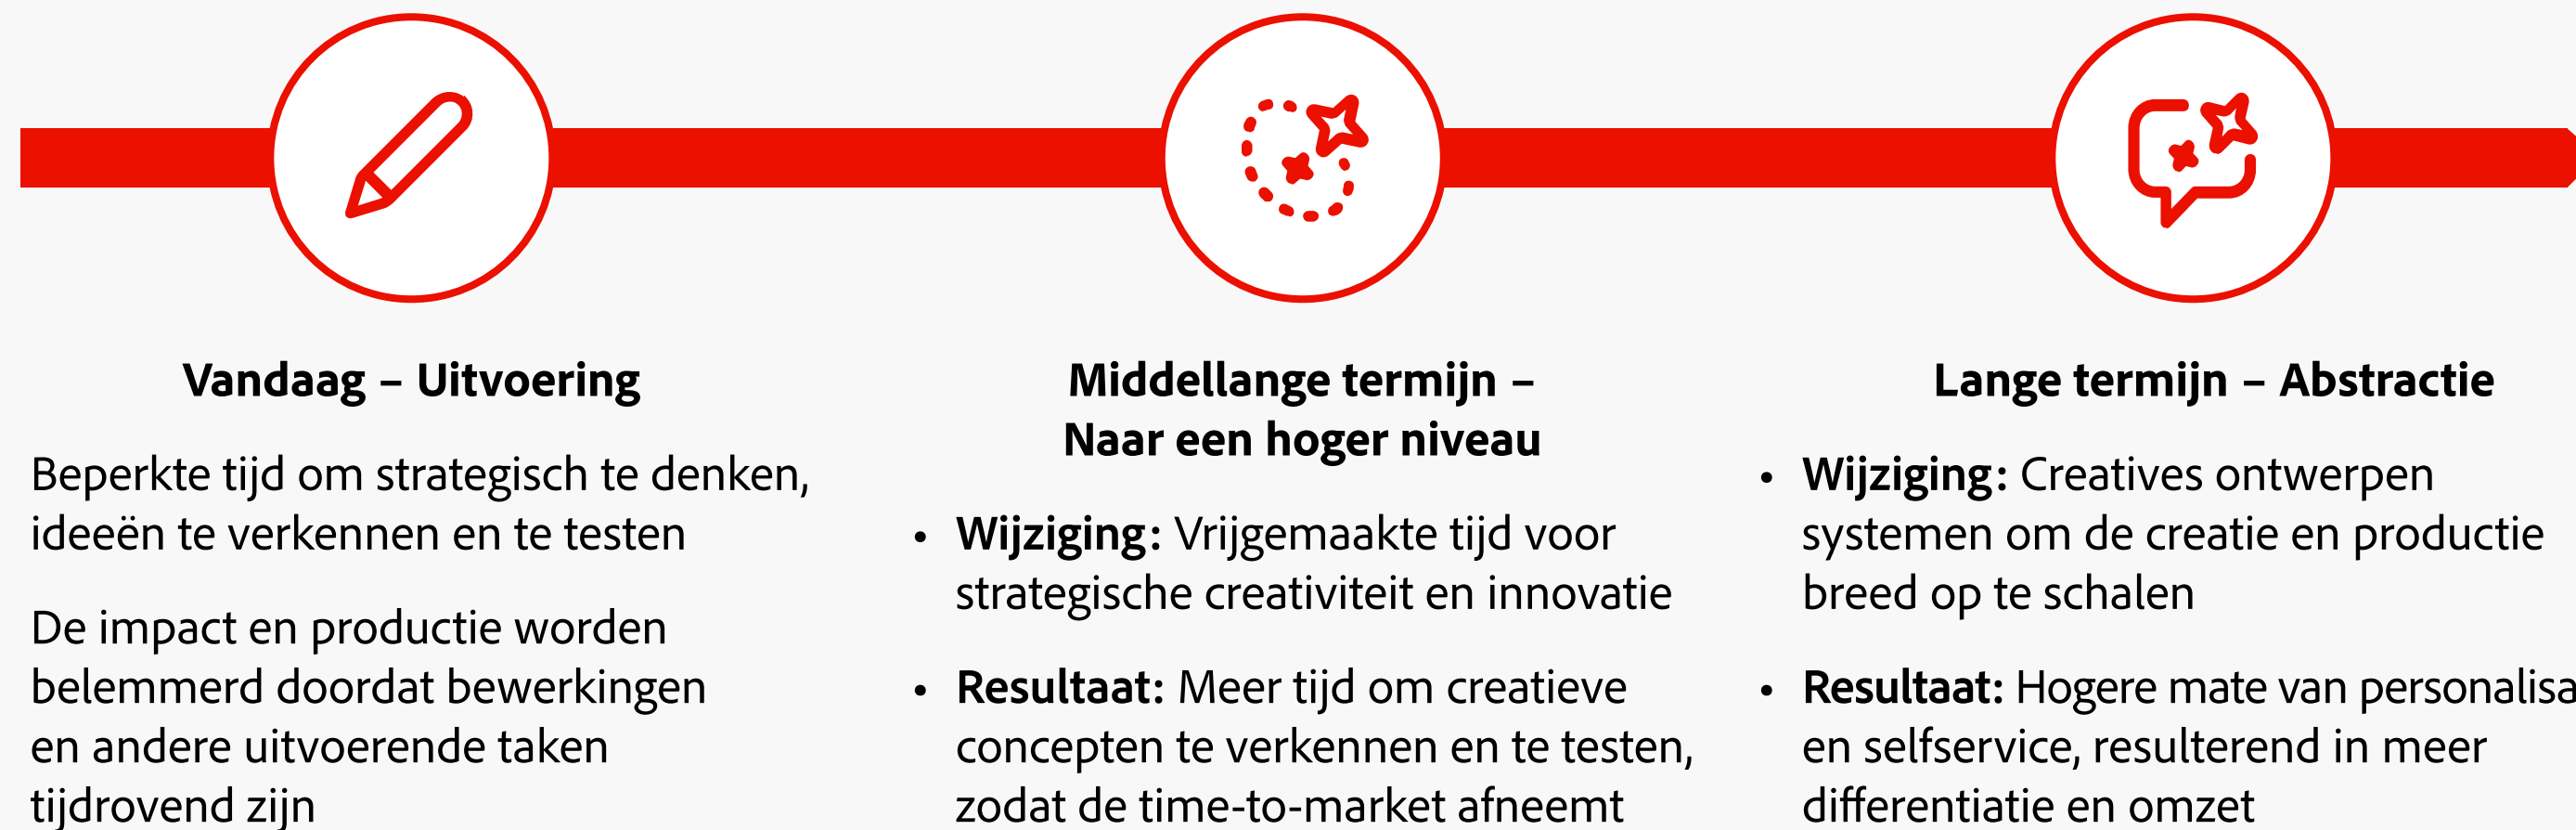 Vandaag – Uitvoering
Beperkte tijd om strategisch te denken,
ideeën te verkennen en te testen
De impact en productie worden
belemmerd doordat bewerkingen
en andere uitvoerende taken
tijdrovend zijn
Middellange termijn –
Naar een hoger niveau
• Wijziging: Vrijgemaakte tijd voor
strategische creativiteit en innovatie
• Resultaat: Meer tijd om creatieve
concepten te verkennen en te testen,
zodat de time-to-market afneemt
Lange termijn – Abstractie
• Wijziging: Creatives ontwerpen
systemen om de creatie en productie
breed op te schalen
• Resultaat: Hogere mate van
en selfservice, resulterend in meer
differentiatie en omzet